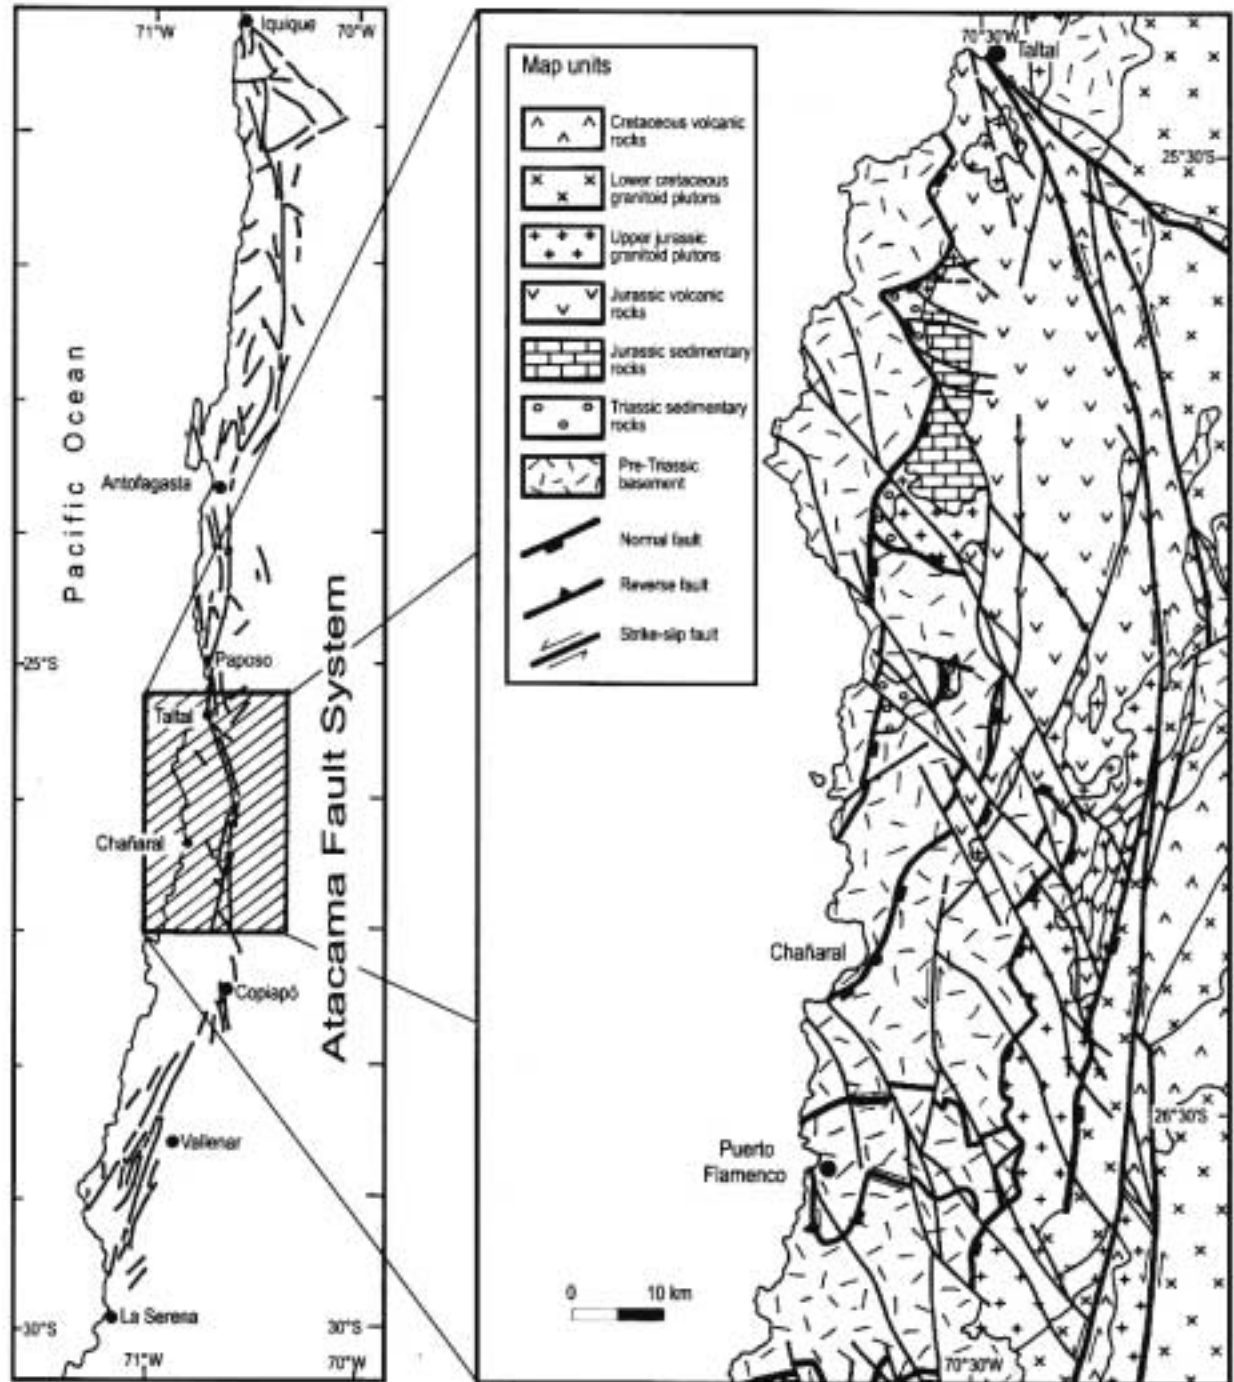 71°W
70°W
Iquique
Pacific Ocean
Antofagasta
25°S
Paposo
Taltal
Chañaral
Atacama Fault System
Copiapó
Vallenar
La Serena
30°S
30°S
71°W
70°W
Map units
Cretaceous volcanic
rocks
Lower cretaceous
granitoid plutons
Upper jurassic
granitoid plutons
Jurassic volcanic
rocks
Jurassic sedimentary
rocks
Triassic sedimentary
rocks
Pre-Triassic
basement
Normal fault
Reverse fault
Strike-slip fault
70°30'W
Taltal
25°30'S
Chañaral
26°30'S
Puerto
Flamenco
0 10 km
70°30'W